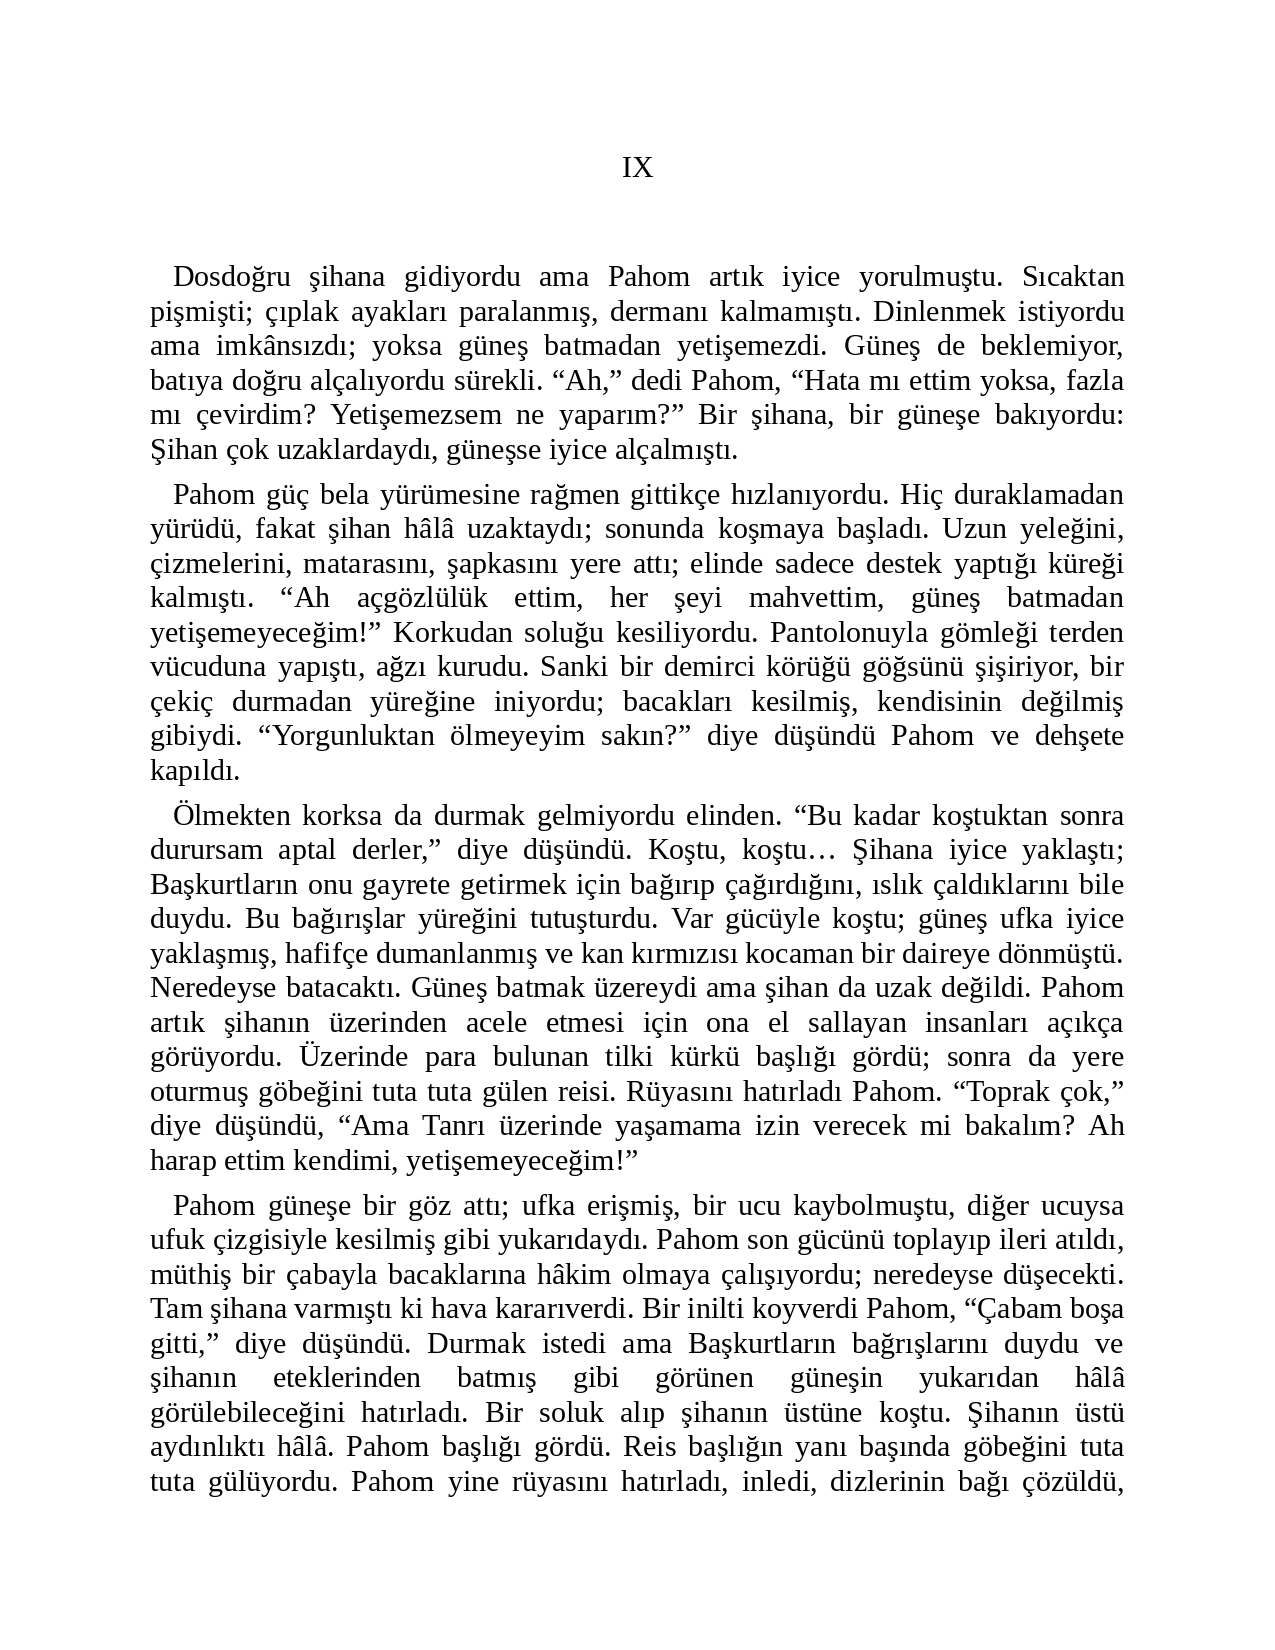 IX
Dosdoğru şihana gidiyordu ama Pahom artık iyice yorulmuştu. Sıcaktan
pişmişti; çıplak ayakları paralanmış, dermanı kalmamıştı. Dinlenmek istiyordu
ama imkânsızdı; yoksa güneş batmadan yetişemezdi. Güneş de beklemiyor,
batıya doğru alçalıyordu sürekli. “Ah,” dedi Pahom, “Hata mı ettim yoksa, fazla
mı çevirdim? Yetişemezsem ne yaparım?” Bir şihana, bir güneşe bakıyordu:
Şihan çok uzaklardaydı, güneşse iyice alçalmıştı.
Pahom güç bela yürümesine rağmen gittikçe hızlanıyordu. Hiç duraklamadan
yürüdü, fakat şihan hâlâ uzaktaydı; sonunda koşmaya başladı. Uzun yeleğini,
çizmelerini, matarasını, şapkasını yere attı; elinde sadece destek yaptığı küreği
kalmıştı. “Ah açgözlülük ettim, her şeyi mahvettim, güneş batmadan
yetişemeyeceğim!” Korkudan soluğu kesiliyordu. Pantolonuyla gömleği terden
vücuduna yapıştı, ağzı kurudu. Sanki bir demirci körüğü göğsünü şişiriyor, bir
çekiç durmadan yüreğine iniyordu; bacakları kesilmiş, kendisinin değilmiş
gibiydi. “Yorgunluktan ölmeyeyim sakın?” diye düşündü Pahom ve dehşete
kapıldı.
Ölmekten korksa da durmak gelmiyordu elinden. “Bu kadar koştuktan sonra
durursam aptal derler,” diye düşündü. Koştu, koştu… Şihana iyice yaklaştı;
Başkurtların onu gayrete getirmek için bağırıp çağırdığını, ıslık çaldıklarını bile
duydu. Bu bağırışlar yüreğini tutuşturdu. Var gücüyle koştu; güneş ufka iyice
yaklaşmış, hafifçe dumanlanmış ve kan kırmızısı kocaman bir daireye dönmüştü.
Neredeyse batacaktı. Güneş batmak üzereydi ama şihan da uzak değildi. Pahom
artık şihanın üzerinden acele etmesi için ona el sallayan insanları açıkça
görüyordu. Üzerinde para bulunan tilki kürkü başlığı gördü; sonra da yere
oturmuş göbeğini tuta tuta gülen reisi. Rüyasını hatırladı Pahom. “Toprak çok,”
diye düşündü, “Ama Tanrı üzerinde yaşamama izin verecek mi bakalım? Ah
harap ettim kendimi, yetişemeyeceğim!”
Pahom güneşe bir göz attı; ufka erişmiş, bir ucu kaybolmuştu, diğer ucuysa
ufuk çizgisiyle kesilmiş gibi yukarıdaydı. Pahom son gücünü toplayıp ileri atıldı,
müthiş bir çabayla bacaklarına hâkim olmaya çalışıyordu; neredeyse düşecekti.
Tam şihana varmıştı ki hava kararıverdi. Bir inilti koyverdi Pahom, “Çabam boşa
gitti,” diye düşündü. Durmak istedi ama Başkurtların bağrışlarını duydu ve
şihanın eteklerinden batmış gibi görünen güneşin yukarıdan hâlâ
görülebileceğini hatırladı. Bir soluk alıp şihanın üstüne koştu. Şihanın üstü
aydınlıktı hâlâ. Pahom başlığı gördü. Reis başlığın yanı başında göbeğini tuta
tuta gülüyordu. Pahom yine rüyasını hatırladı, inledi, dizlerinin bağı çözüldü,